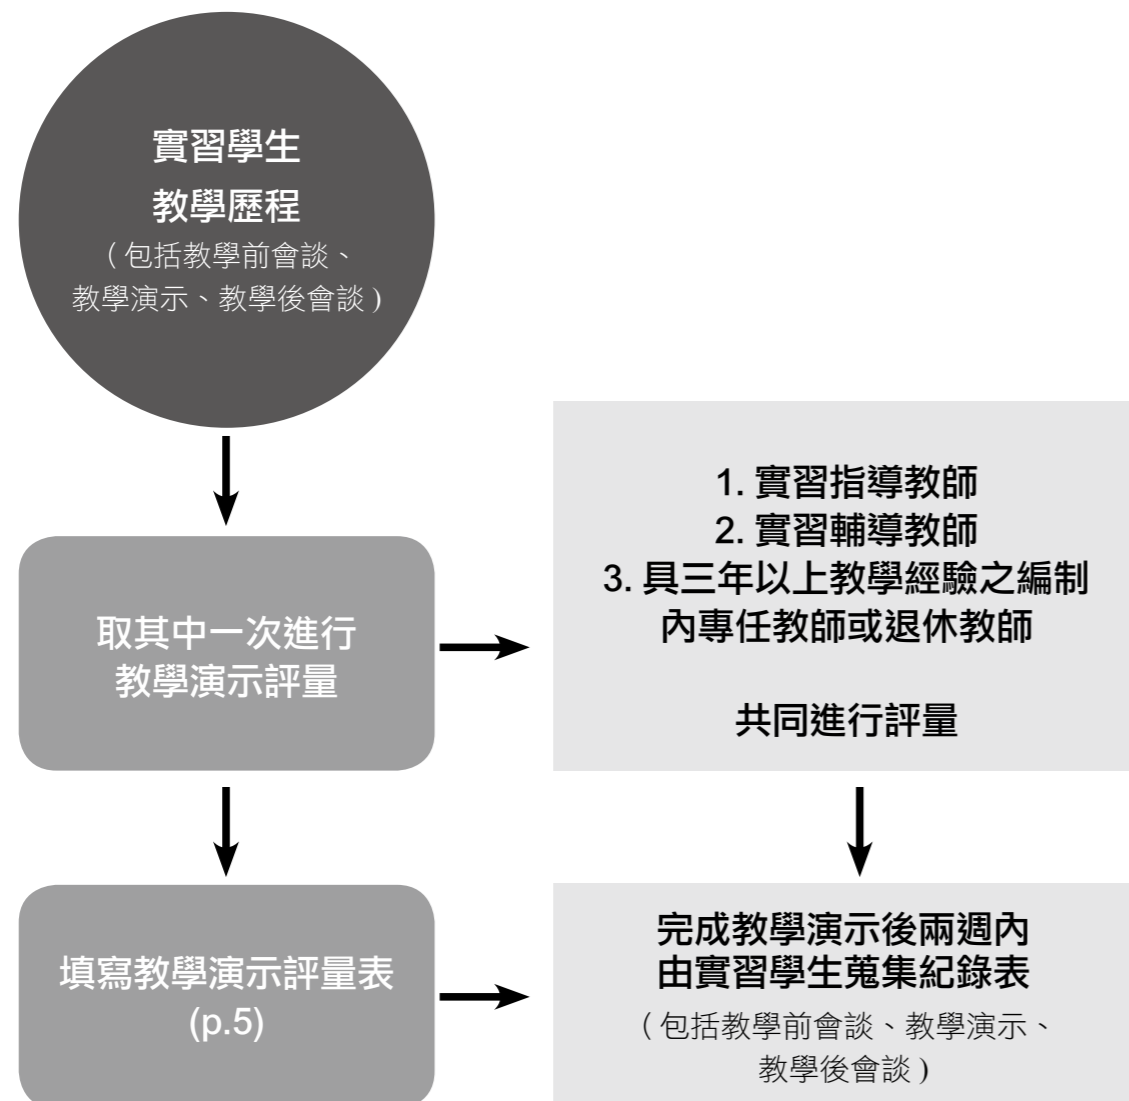 實習學生
教學歷程
（包括教學前會談、
教學演示、教學後會談）
取其中一次進行
教學演示評量
1. 實習指導教師
2. 實習輔導教師
3. 具三年以上教學經驗之編制
內專任教師或退休教師
共同進行評量
填寫教學演示評量表
(p.5)
完成教學演示後兩週內
由實習學生蒐集紀錄表
（包括教學前會談、教學演示、
教學後會談）